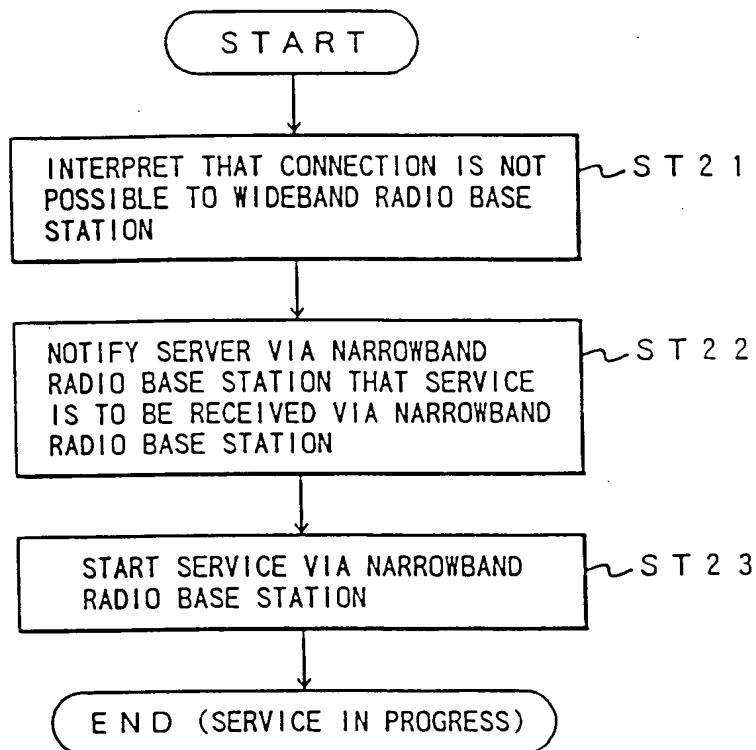 START
INTERPRET THAT CONNECTION IS NOT
POSSIBLE TO WIDEBAND RADIO BASE
STATION
ST21
NOTIFY SERVER VIA NARROWBAND
RADIO BASE STATION THAT SERVICE
IS TO BE RECEIVED VIA NARROWBAND
RADIO BASE STATION
ST22
START SERVICE VIA NARROWBAND
RADIO BASE STATION
ST23
END (SERVICE IN PROGRESS)